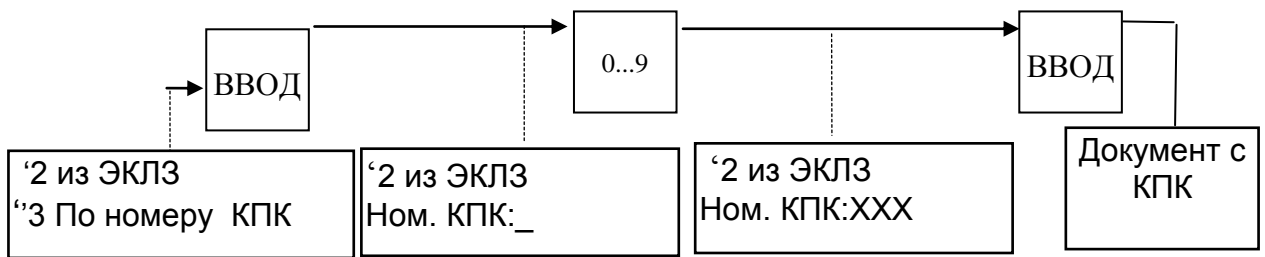 ВВОД
0...9
ВВОД
‘2 из ЭКЛЗ
‘’3 По номеру КПК
‘2 из ЭКЛЗ
Ном. КПК:_
‘2 из ЭКЛЗ
Ном. КПК:XXX
Документ с
КПК